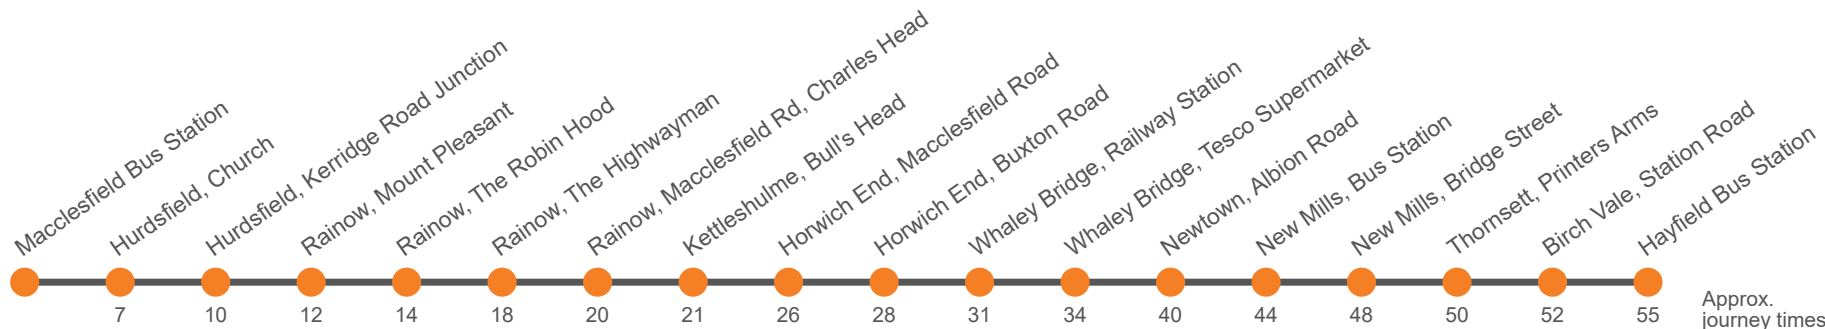 Macclesfield Bus Station
Hurdsfield, Church
Hurdsfield, Kerridge Road Junction
Rainow, Mount Pleasant
Rainow, The Robin Hood
Rainow, The Highwayman
Rainow, Macclesfield Rd, Charles Head
Kettleshulme, Bull's Head
Horwich End, Macclesfield Road
Horwich End, Buxton Road
Whaley Bridge, Railway Station
Whaley Bridge, Tesco Supermarket
Newtown, Albion Road
New Mills, Bus Station
New Mills, Bridge Street
Thornsett, Printers Arms
Birch Vale, Station Road
Hayfield Bus Station
7 10 12 14 18 20 21 26 28 31 34 40 44 48 50 52 55
Approx.
journey times